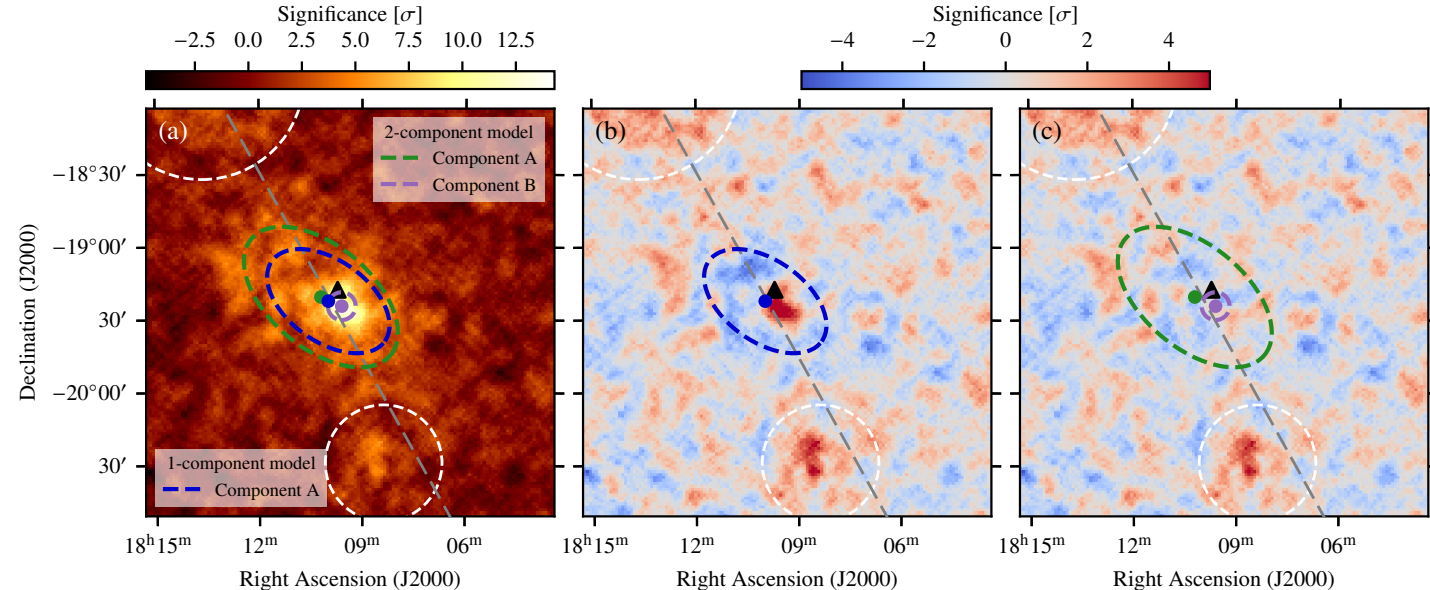 Significance [σ]
−2.5 0.0 2.5 5.0 7.5 10.0 12.5
Significance [σ]
−4 −2 0 2 4
(a)
2-component model
Component A
Component B
1-component model
Component A
(b)
(c)
Declination (J2000)
−18°30′
−19°00′
30′
−20°00′
30′
18ʰ15ᵐ 12ᵐ 09ᵐ 06ᵐ
18ʰ15ᵐ 12ᵐ 09ᵐ 06ᵐ
18ʰ15ᵐ 12ᵐ 09ᵐ 06ᵐ
Right Ascension (J2000)
Right Ascension (J2000)
Right Ascension (J2000)